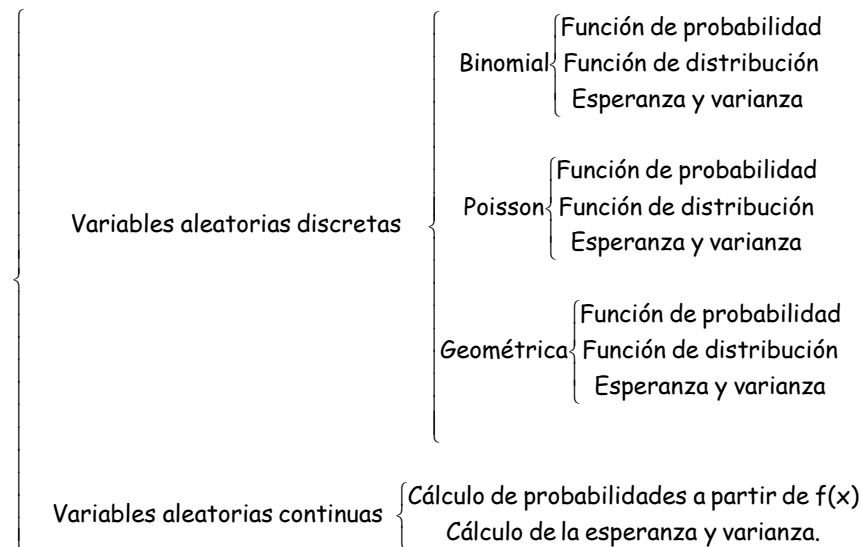 Función de probabilidad
Binomial Función de distribución
Esperanza y varianza
Función de probabilidad
Poisson Función de distribución
Variables aleatorias discretas
Esperanza y varianza
Función de probabilidad
Geométrica Función de distribución
Esperanza y varianza
Cálculo de probabilidades a partir de f(x)
Variables aleatorias continuas
Cálculo de la esperanza y varianza.